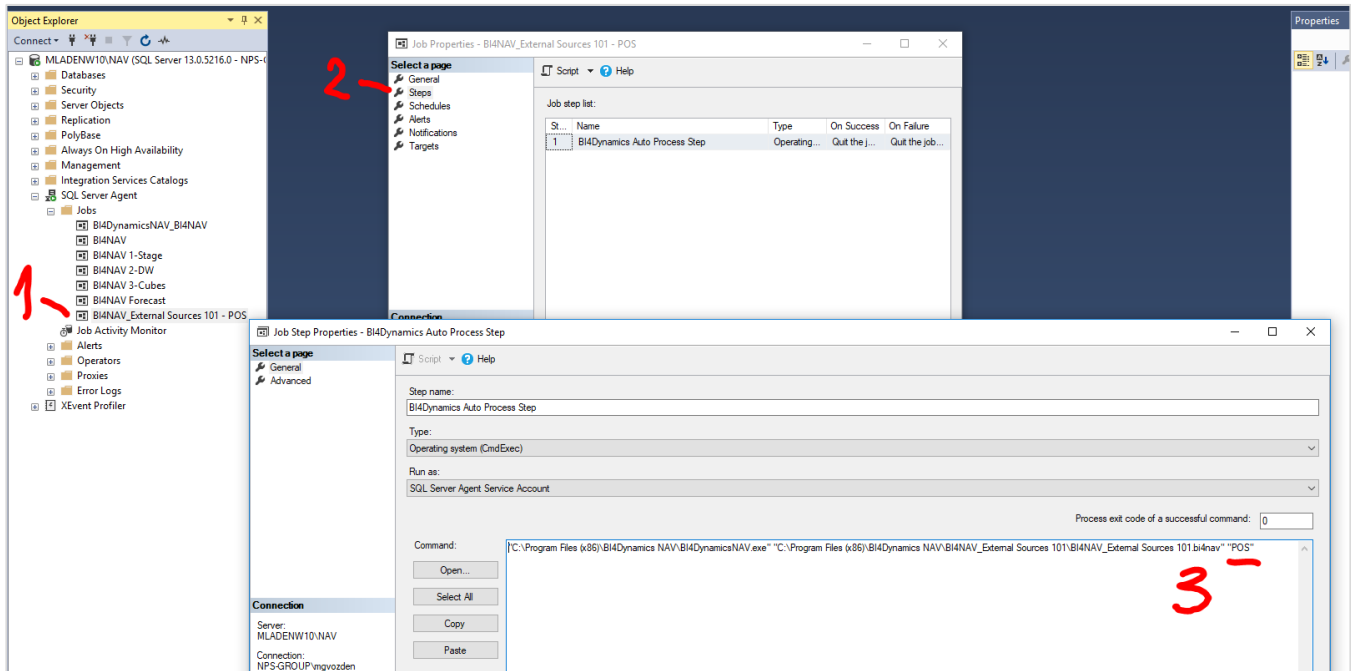 Object Explorer
Connect
MLADENW10\NAV (SQL Server 13.0.5216.0 - NPS-
Databases
Security
Server Objects
Replication
PolyBase
Always On High Availability
Management
Integration Services Catalogs
SQL Server Agent
Jobs
BI4DynamicsNAV_BI4NAV
BI4NAV
BI4NAV 1-Stage
BI4NAV 2-DW
BI4NAV 3-Cubes
BI4NAV Forecast
BI4NAV_External Sources 101 - POS
Job Activity Monitor
Alerts
Operators
Proxies
Error Logs
XEvent Profiler
1
2
Job Properties - BI4NAV_External Sources 101 - POS
Select a page
General
Steps
Schedules
Alerts
Notifications
Targets
Connection
Script Help
Job step list:
St... Name Type On Success On Failure
1 BI4Dynamics Auto Process Step Operating... Quit the j... Quit the job...
Properties
Job Step Properties - BI4Dynamics Auto Process Step
Select a page
General
Advanced
Script Help
Step name:
BI4Dynamics Auto Process Step
Type:
Operating system (CmdExec)
Run as:
SQL Server Agent Service Account
Process exit code of a successful command: 0
Command:
"C:\Program Files (x86)\BI4Dynamics NAV\BI4DynamicsNAV.exe" "C:\Program Files (x86)\BI4Dynamics NAV\BI4NAV_External Sources 101\BI4NAV_External Sources 101.bi4nav" "POS"
3
Open...
Select All
Copy
Paste
Connection
Server:
MLADENW10\NAV
Connection:
NPS-GROUP\mgvozden